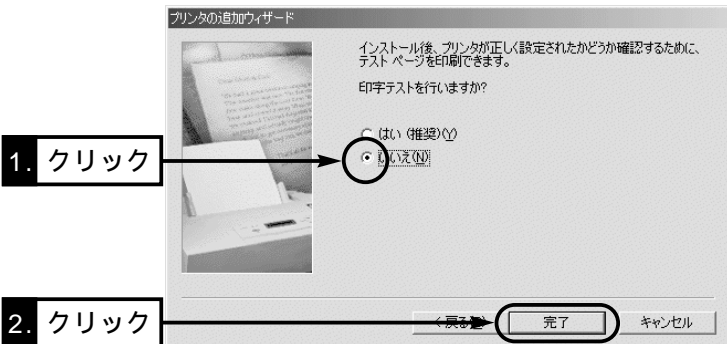 プリンタの追加ウィザード
インストール後、プリンタが正しく設定されたかどうか確認するために、
テスト ページを印刷できます。
印字テストを行いますか?
はい (推奨)(Y)
1. クリック
いいえ(N)
2. クリック
< 戻る(B)
完了
キャンセル